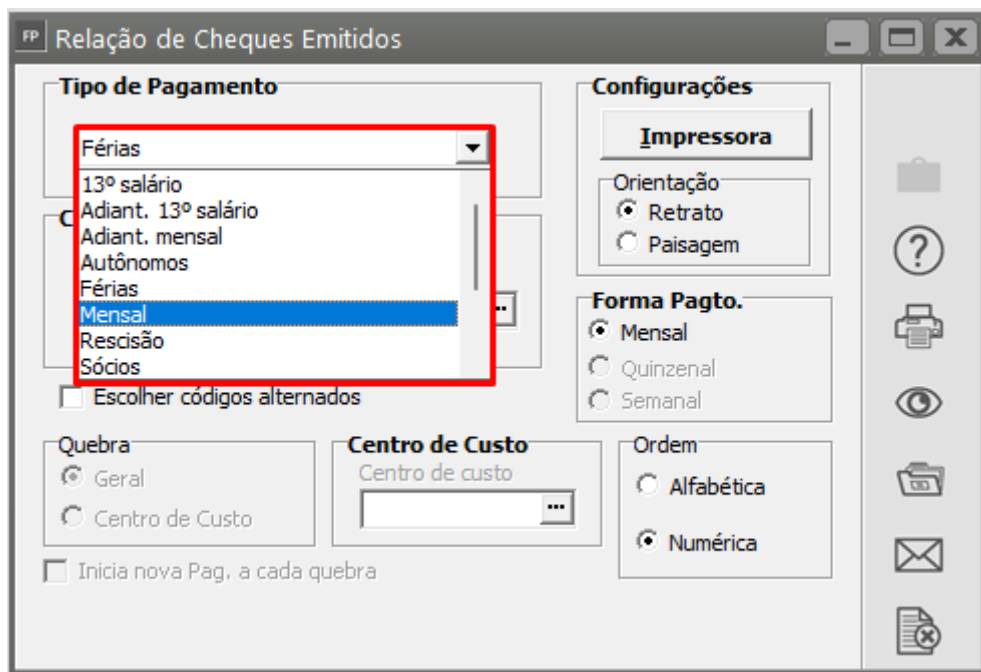 FP Relação de Cheques Emitidos
Tipo de Pagamento
Férias
13º salário
Adiant. 13º salário
Adiant. mensal
Autônomos
Férias
Mensal
Rescisão
Sócios
C
...
Escolher códigos alternados
Configurações
Impressora
Orientação
Retrato
Paisagem
Forma Pagto.
Mensal
Quinzenal
Semanal
Quebra
Geral
Centro de Custo
Centro de Custo
Centro de custo
...
Ordem
Alfabética
Numérica
Inicia nova Pag. a cada quebra